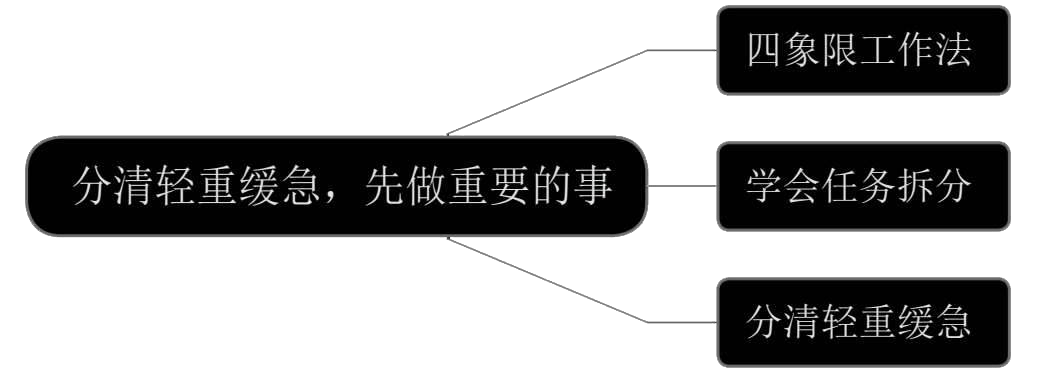 四象限工作法
分清轻重缓急，先做重要的事
学会任务拆分
分清轻重缓急